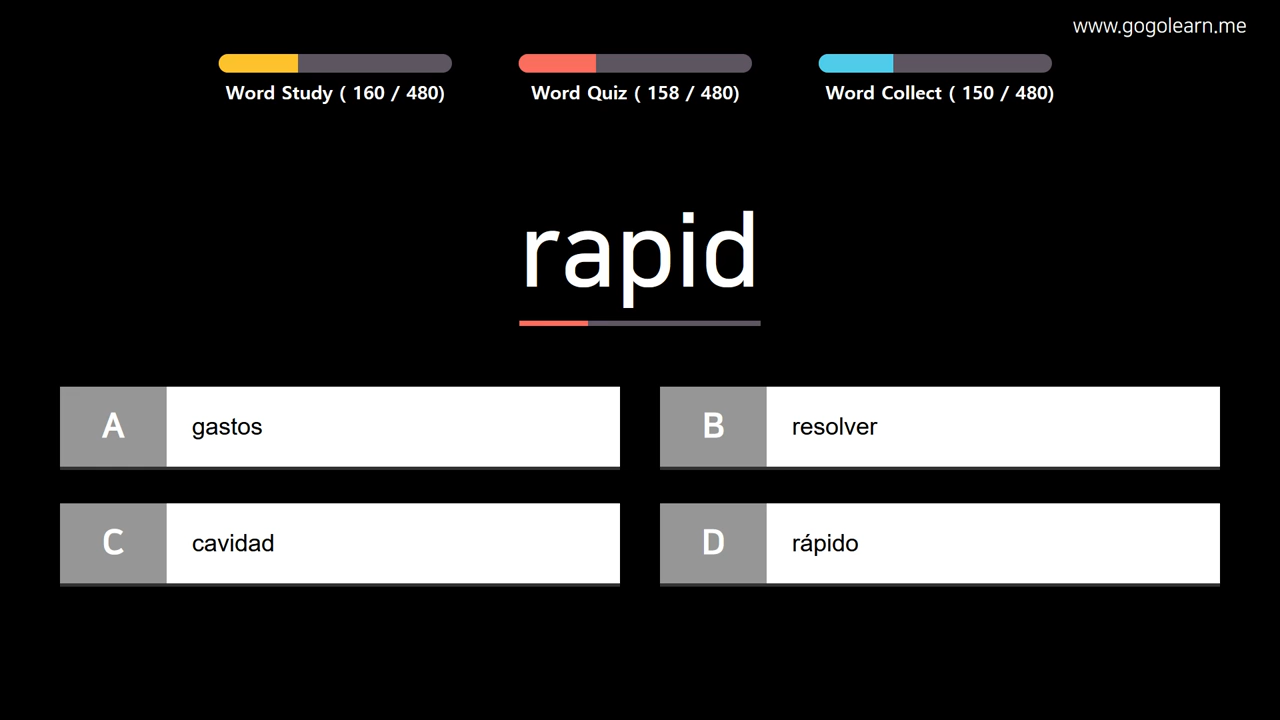 www.gogolearn.me
Word Study ( 160 / 480)
Word Quiz ( 158 / 480)
Word Collect ( 150 / 480)
rapid
A gastos
B resolver
C cavidad
D rápido